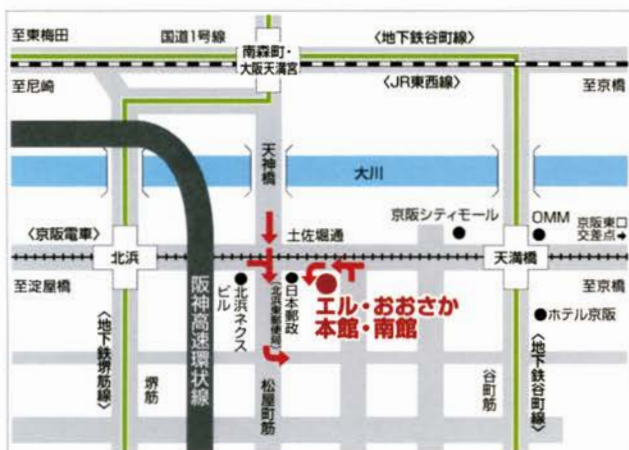 至東梅田
国道1号線
南森町・
大阪天満宮
〈地下鉄谷町線〉
至尼崎
〈JR東西線〉
至京橋
天神橋
大川
京阪シティモール
OMM
京阪東口
交差点
〈京阪電車〉
北浜
土佐堀通
天満橋
至淀屋橋
至京橋
阪神高速環状線
北浜ネクス
ビル
日本郵政
(北浜東郵便局)
エル・おおさか
本館・南館
ホテル京阪
〈地下鉄堺筋線〉
堺筋
松屋町筋
谷町筋
〈地下鉄谷町線〉